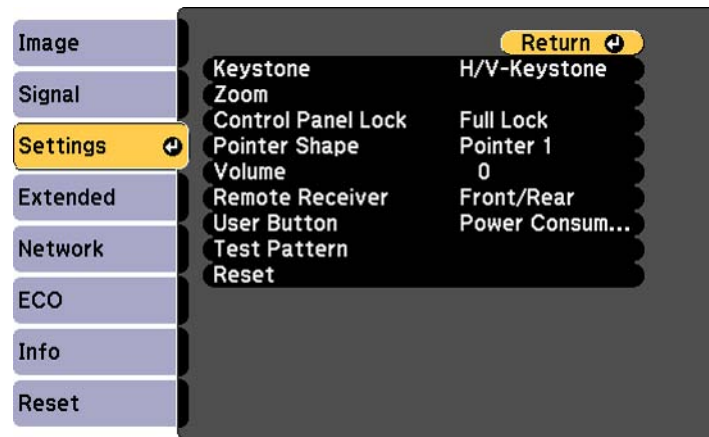 Image
Signal
Settings
Extended
Network
ECO
Info
Reset
Return
Keystone H/V-Keystone
Zoom
Control Panel Lock Full Lock
Pointer Shape Pointer 1
Volume 0
Remote Receiver Front/Rear
User Button Power Consum...
Test Pattern
Reset